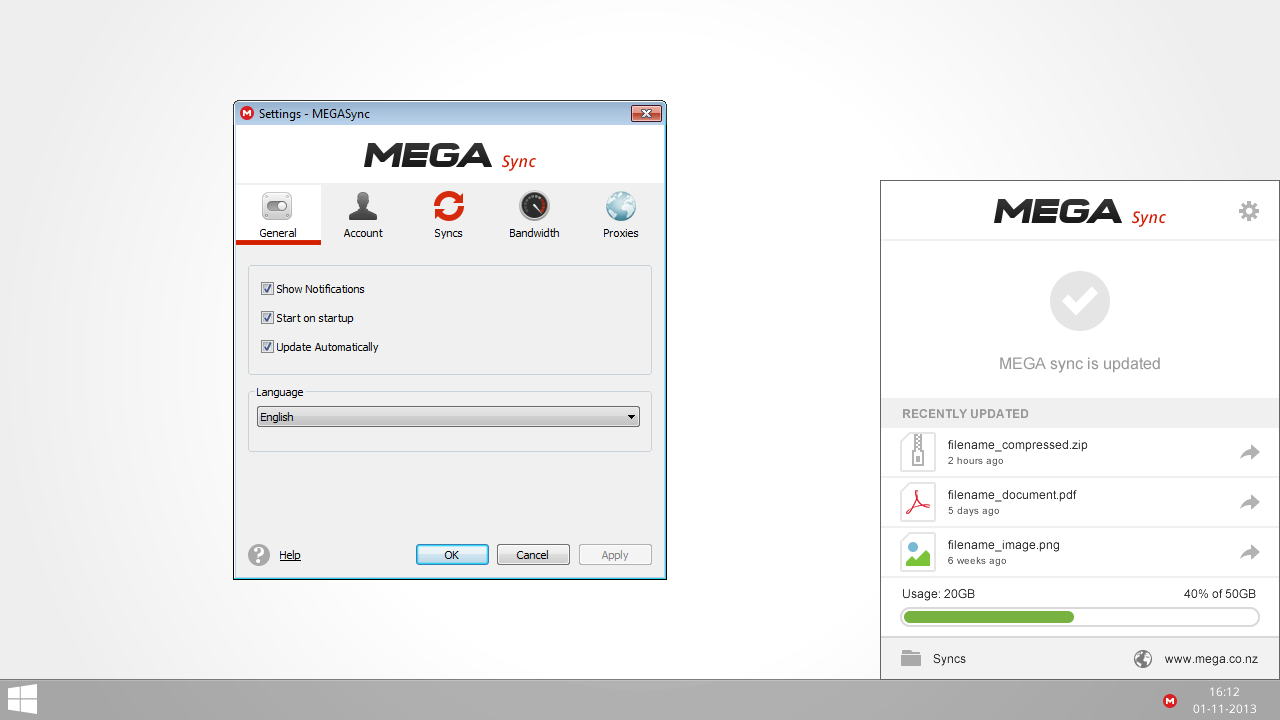 Settings - MEGASync
MEGA Sync
General Account Syncs Bandwidth Proxies
Show Notifications
Start on startup
Update Automatically
Language
English
? Help OK Cancel Apply
MEGA Sync
MEGA sync is updated
RECENTLY UPDATED
filename_compressed.zip
2 hours ago
filename_document.pdf
5 days ago
filename_image.png
6 weeks ago
Usage: 20GB 40% of 50GB
Syncs www.mega.co.nz
M 16:12
01-11-2013